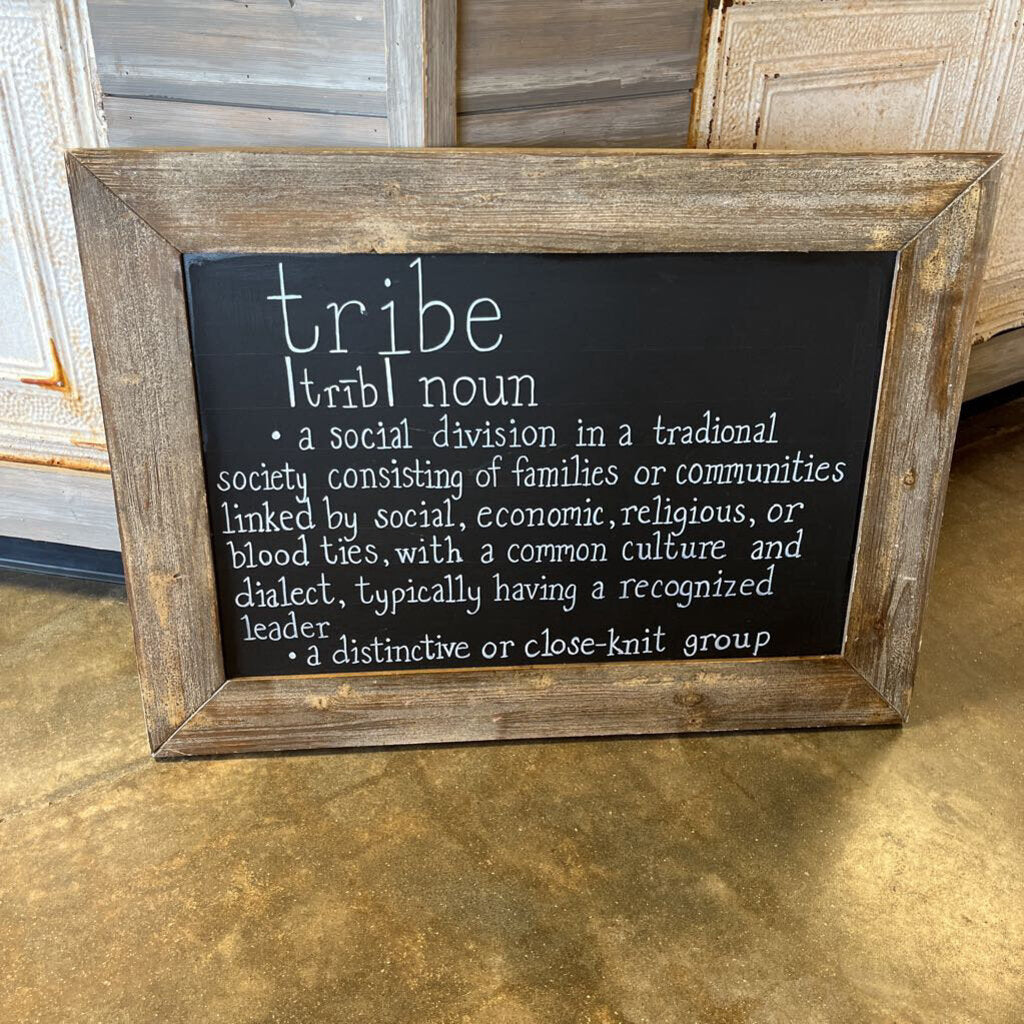 tribe
|trīb| noun
• a social division in a tradional
society consisting of families or communities
linked by social, economic, religious, or
blood ties, with a common culture and
dialect, typically having a recognized
leader
• a distinctive or close-knit group